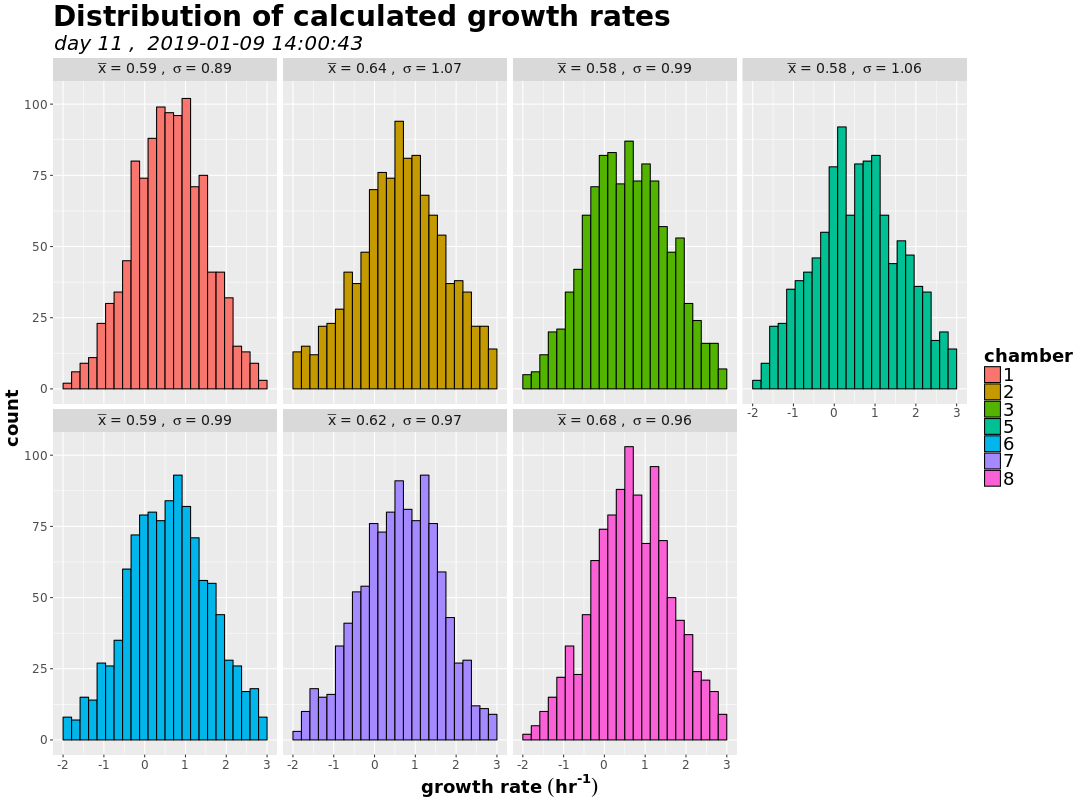 Distribution of calculated growth rates
day 11 ,  2019-01-09 14:00:43
x̅ = 0.59 ,  σ = 0.89
x̅ = 0.64 ,  σ = 1.07
x̅ = 0.58 ,  σ = 0.99
x̅ = 0.58 ,  σ = 1.06
100
75
50
25
0
-2 -1 0 1 2 3
x̅ = 0.59 ,  σ = 0.99
x̅ = 0.62 ,  σ = 0.97
x̅ = 0.68 ,  σ = 0.96
100
75
50
25
0
-2 -1 0 1 2 3
-2 -1 0 1 2 3
-2 -1 0 1 2 3
count
growth rate (hr⁻¹)
chamber
1
2
3
5
6
7
8